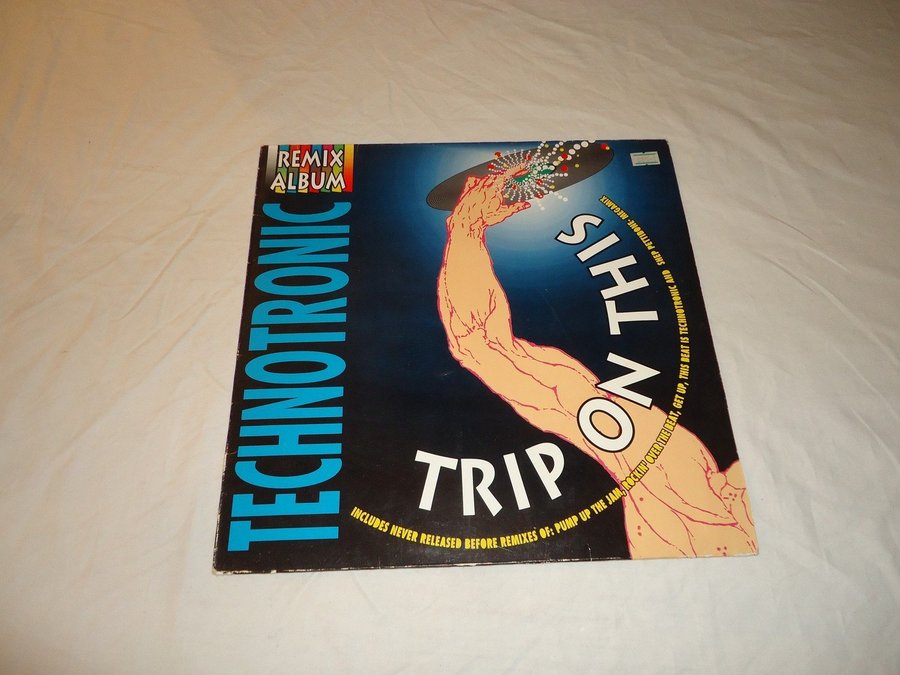 REMIX
ALBUM
TECHNOTRONIC
TRIP ON THIS
INCLUDES NEVER RELEASED BEFORE REMIXES OF: PUMP UP THE JAM, ROCKIN' OVER THE BEAT, GET UP, THIS BEAT IS TECHNOTRONIC AND SHEP PETTIBONE- MEGAMIX